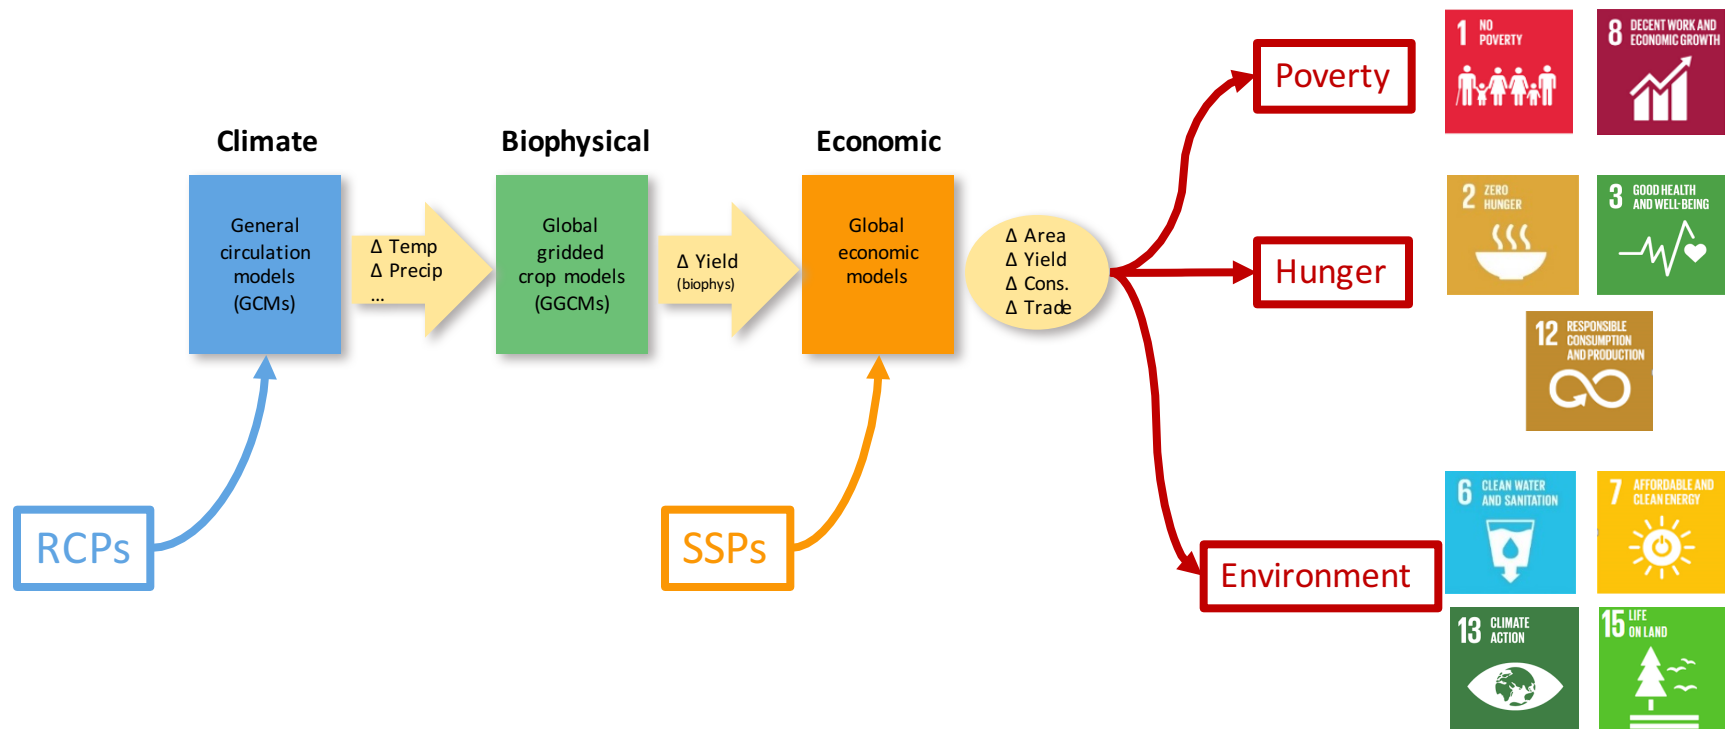 Climate
General
circulation
models
(GCMs)
Δ Temp
Δ Precip
...
Biophysical
Global
gridded
crop models
(GGCMs)
Δ Yield
(biophys)
Economic
Global
economic
models
Δ Area
Δ Yield
Δ Cons.
Δ Trade
RCPs
SSPs
Poverty
Hunger
Environment
1 NO
POVERTY
8 DECENT WORK AND
ECONOMIC GROWTH
2 ZERO
HUNGER
3 GOOD HEALTH
AND WELL-BEING
12 RESPONSIBLE
CONSUMPTION
AND PRODUCTION
6 CLEAN WATER
AND SANITATION
7 AFFORDABLE AND
CLEAN ENERGY
13 CLIMATE
ACTION
15 LIFE
ON LAND